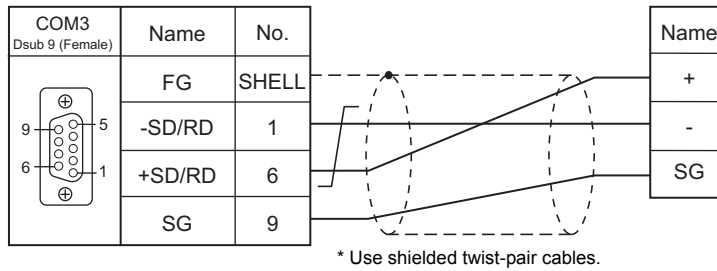 COM3
Dsub 9 (Female)
Name
No.
Name
FG
SHELL
+
-SD/RD
1
-
+SD/RD
6
SG
SG
9
9
5
6
1
* Use shielded twist-pair cables.